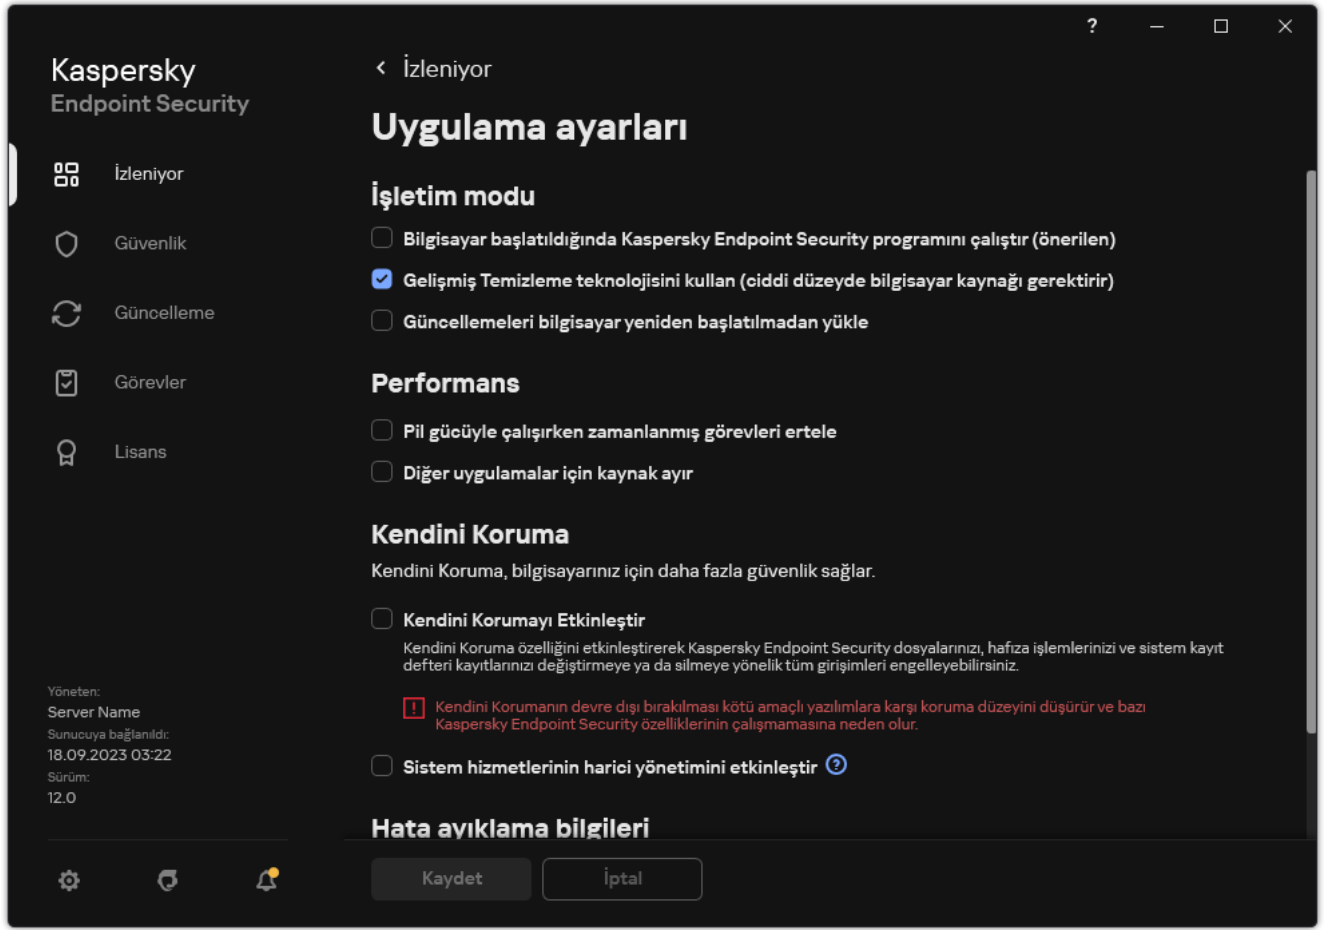 ?
Kaspersky
Endpoint Security
İzleniyor
Güvenlik
Güncelleme
Görevler
Lisans
Yöneten:
Server Name
Sunucuya bağlanıldı:
18.09.2023 03:22
Sürüm:
12.0
İzleniyor
Uygulama ayarları
İşletim modu
Bilgisayar başlatıldığında Kaspersky Endpoint Security programını çalıştır (önerilen)
Gelişmiş Temizleme teknolojisini kullan (ciddi düzeyde bilgisayar kaynağı gerektirir)
Güncellemeleri bilgisayar yeniden başlatılmadan yükle
Performans
Pil gücüyle çalışırken zamanlanmış görevleri ertele
Diğer uygulamalar için kaynak ayır
Kendini Koruma
Kendini Koruma, bilgisayarınız için daha fazla güvenlik sağlar.
Kendini Korumayı Etkinleştir
Kendini Koruma özelliğini etkinleştirerek Kaspersky Endpoint Security dosyalarınızı, hafıza işlemlerinizi ve sistem kayıt
defteri kayıtlarınızı değiştirmeye ya da silmeye yönelik tüm girişimleri engelleyebilirsiniz.
Kendini Korumanın devre dışı bırakılması kötü amaçlı yazılımlara karşı koruma düzeyini düşürür ve bazı
Kaspersky Endpoint Security özelliklerinin çalışmamasına neden olur.
Sistem hizmetlerinin harici yönetimini etkinleştir ?
Hata ayıklama bilgileri
Kaydet
İptal